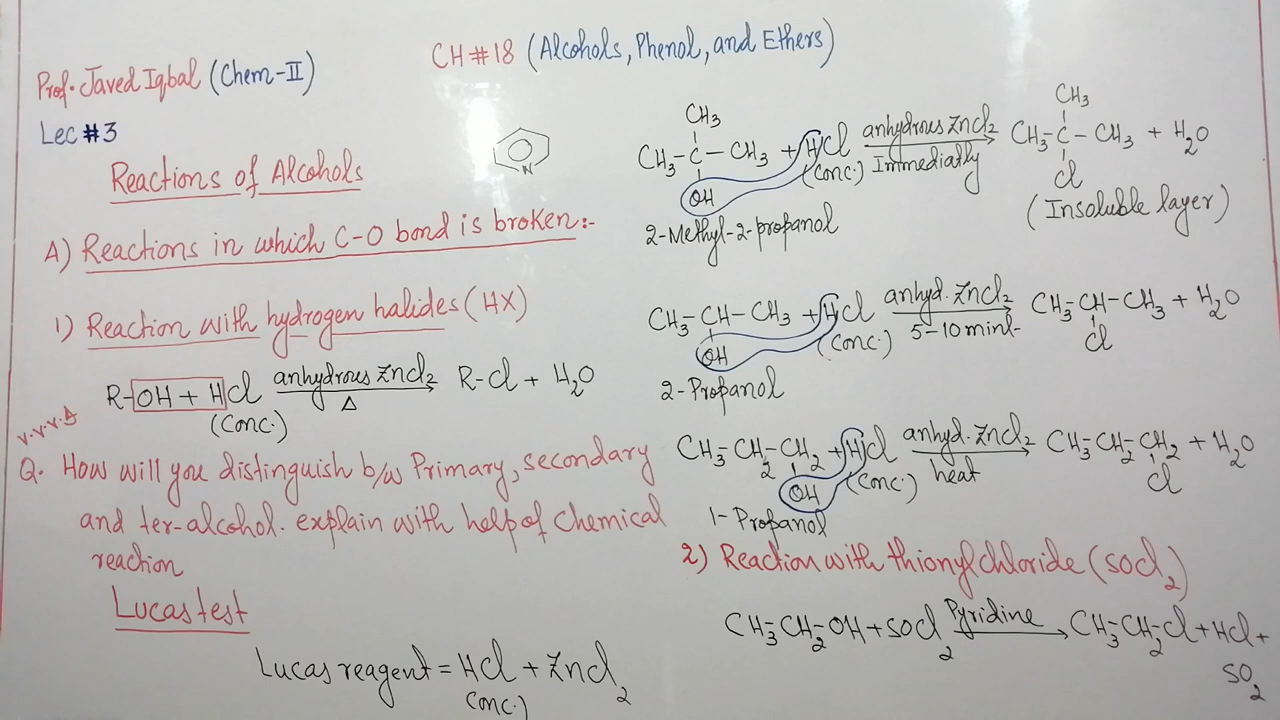 CH#18 (Alcohols, Phenol, and Ethers)
Prof. Javed Iqbal (Chem-II)
Lec #3
Reactions of Alcohols
A) Reactions in which C-O bond is broken:-
1) Reaction with hydrogen halides (HX)
R-OH + HCl anhydrous ZnCl2 R-Cl + H2O
(Conc.) Δ
V.V.V.
Q. How will you distinguish b/w Primary, secondary
and ter-alcohol. explain with help of chemical
reaction
Lucas test
Lucas reagent = HCl + ZnCl2
(Conc.)
N
CH3 CH3
CH3-C-CH3 + HCl anhydrous ZnCl2 CH3-C-CH3 + H2O
OH (Conc.) Immediatly Cl
2-Methyl-2-propanol (Insoluble layer)
CH3-CH-CH3 + HCl anhyd. ZnCl2 CH3-CH-CH3 + H2O
OH (Conc.) 5-10 mint. Cl
2-Propanol
CH3-CH2-CH2 + HCl anhyd. ZnCl2 CH3-CH2-CH2 + H2O
OH (Conc.) heat Cl
1-Propanol
2) Reaction with thionyl chloride (SOCl2)
CH3-CH2-OH + SOCl2 Pyridine CH3-CH2-Cl + HCl +
SO2